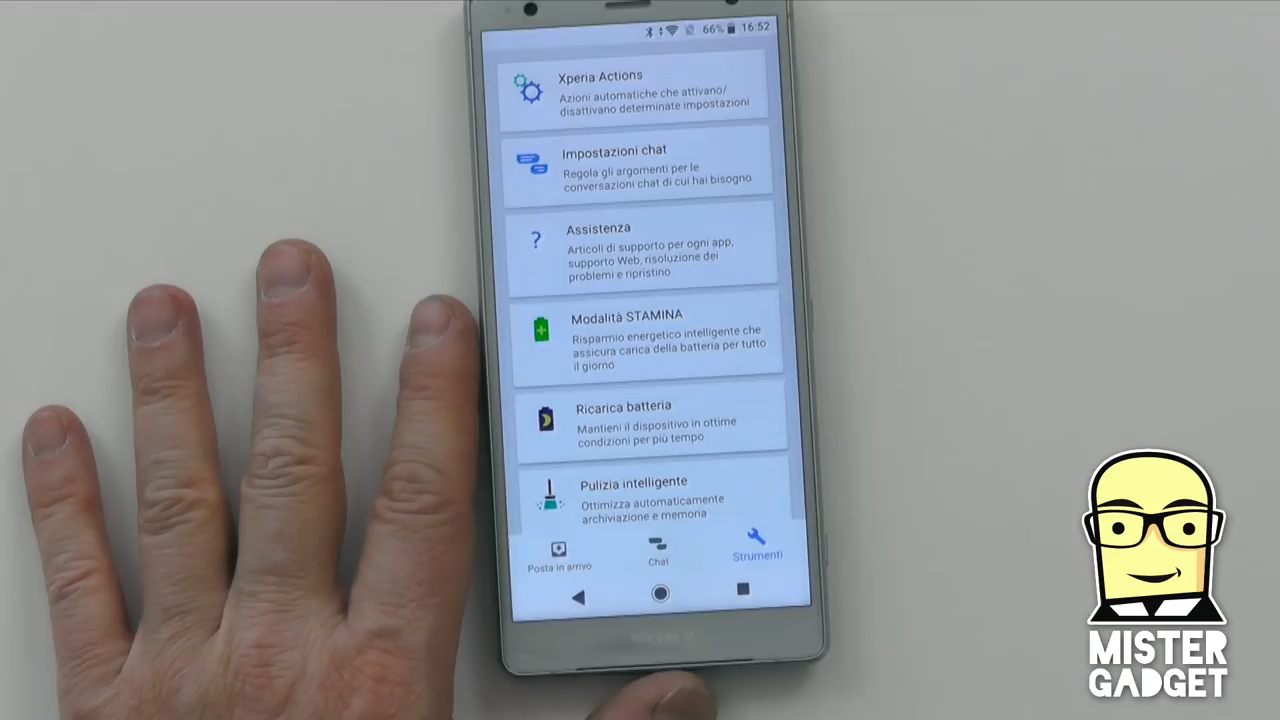 66% 16:52
Xperia Actions
Azioni automatiche che attivano/
disattivano determinate impostazioni
Impostazioni chat
Regola gli argomenti per le
conversazioni chat di cui hai bisogno
?
Assistenza
Articoli di supporto per ogni app,
supporto Web, risoluzione dei
problemi e ripristino.
Modalità STAMINA
Risparmio energetico intelligente che
assicura carica della batteria per tutto
il giorno
Ricarica batteria
Mantieni il dispositivo in ottime
condizioni per più tempo
Pulizia intelligente
Ottimizza automaticamente
archiviazione e memoria
Posta in arrivo
Chat
Strumenti
SONY
MISTER
GADGET